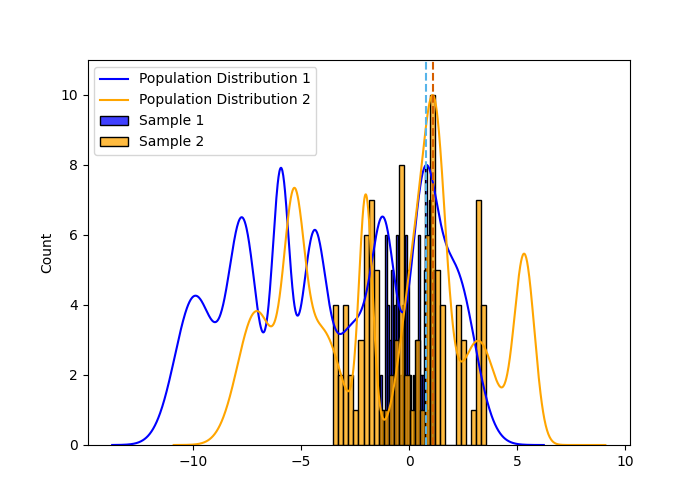 Population Distribution 1
Population Distribution 2
Sample 1
Sample 2
Count
10
8
6
4
2
0
−10
−5
0
5
10